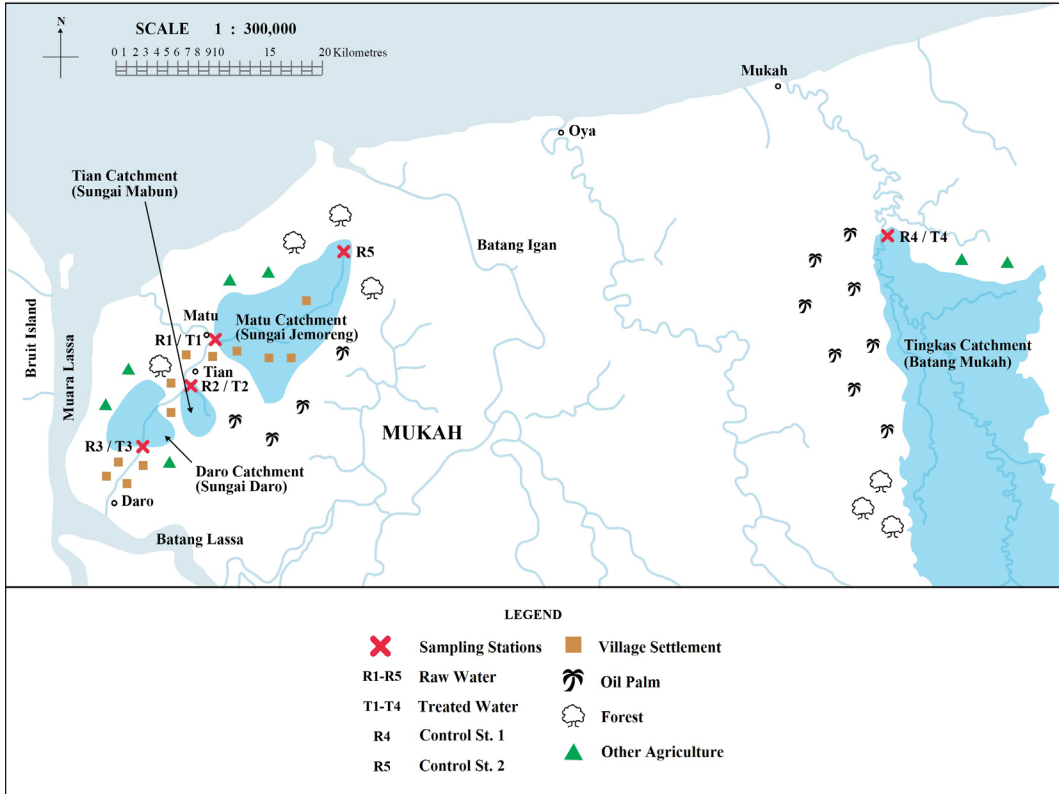 N
SCALE 1 : 300,000
0 1 2 3 4 5 6 7 8 9 10 15 20 Kilometres
Mukah
Oya
Tian Catchment
(Sungai Mabun)
R4 / T4
R5
Batang Igan
Bruit Island
Muara Lassa
Matu
Matu Catchment
(Sungai Jemoreng)
R1 / T1
Tingkas Catchment
(Batang Mukah)
Tian
R2 / T2
MUKAH
R3 / T3
Daro Catchment
(Sungai Daro)
Daro
Batang Lassa
LEGEND
Sampling Stations
Village Settlement
R1-R5 Raw Water
Oil Palm
T1-T4 Treated Water
Forest
R4 Control St. 1
Other Agriculture
R5 Control St. 2